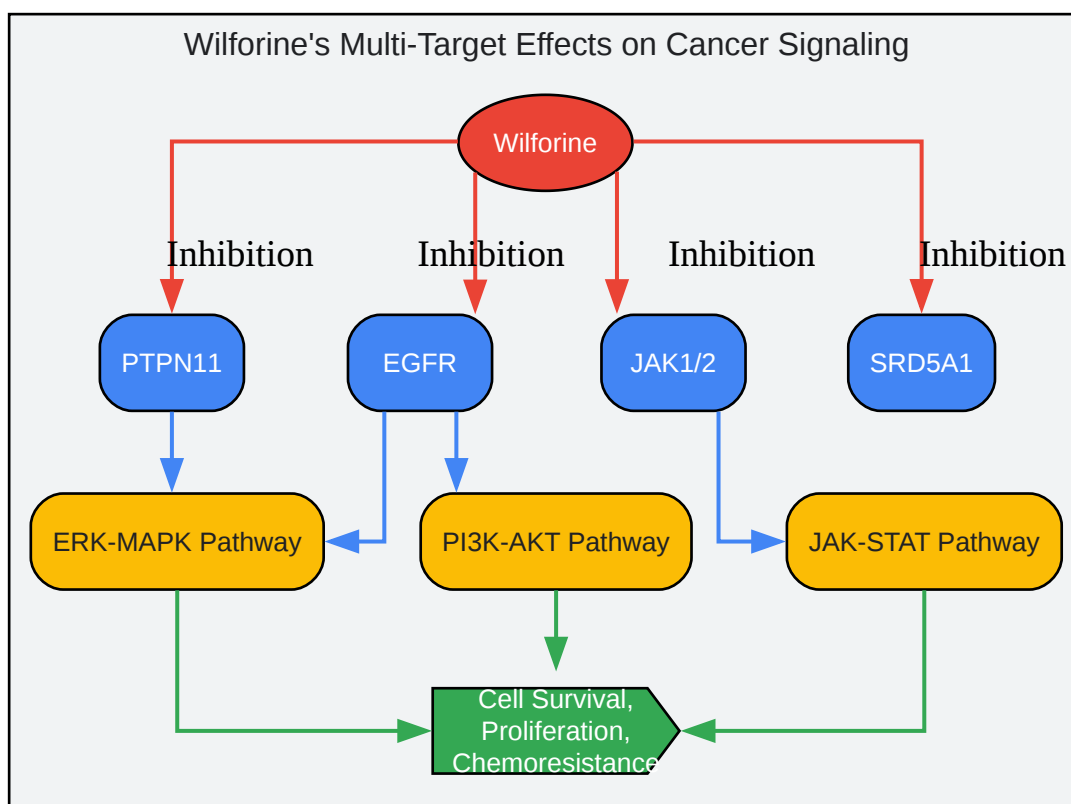 Wilforine's Multi-Target Effects on Cancer Signaling
Wilforine
Inhibition
Inhibition
Inhibition
Inhibition
PTPN11
EGFR
JAK1/2
SRD5A1
ERK-MAPK Pathway
PI3K-AKT Pathway
JAK-STAT Pathway
Cell Survival,
Proliferation,
Chemoresistance